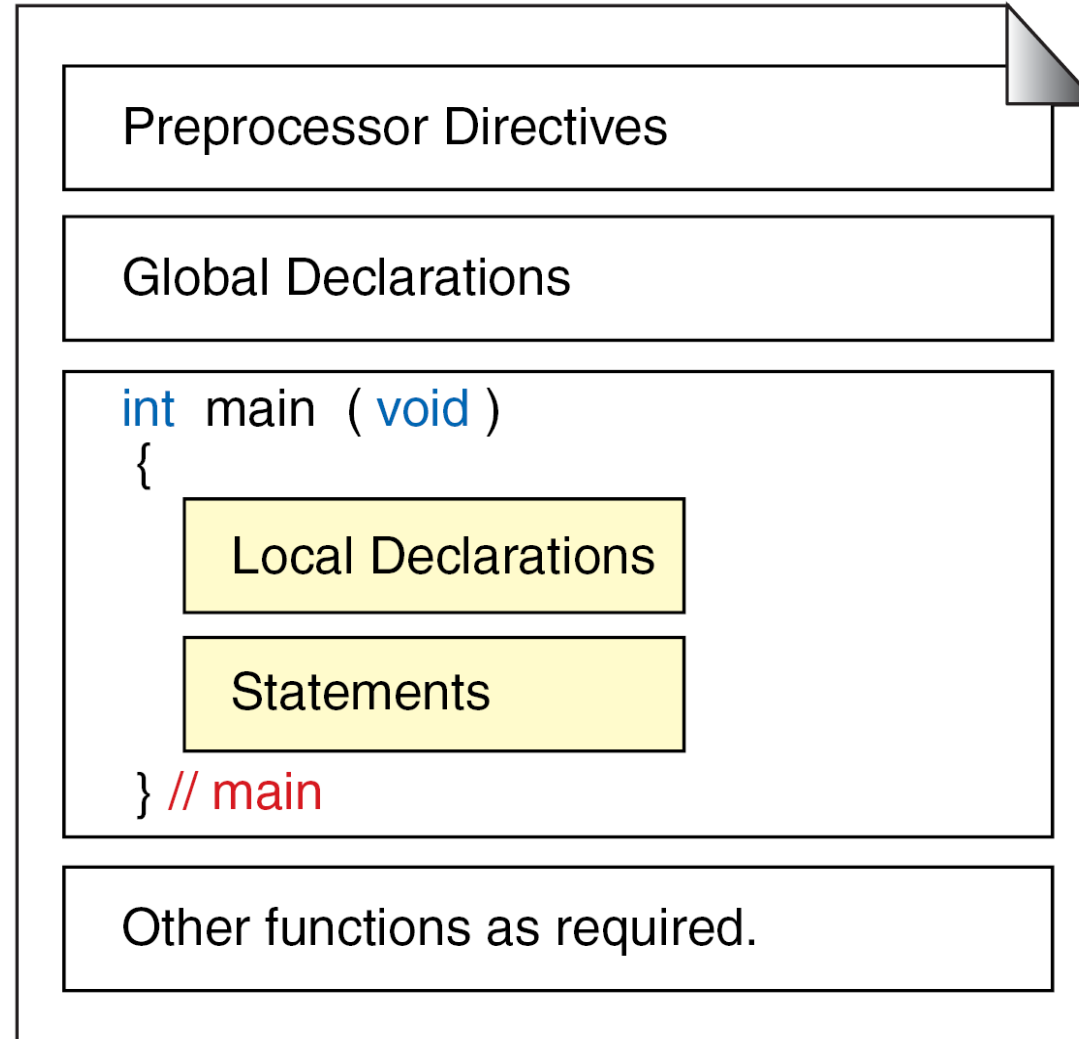 Preprocessor Directives
Global Declarations
int main ( void )
{
Local Declarations
Statements
} // main
Other functions as required.